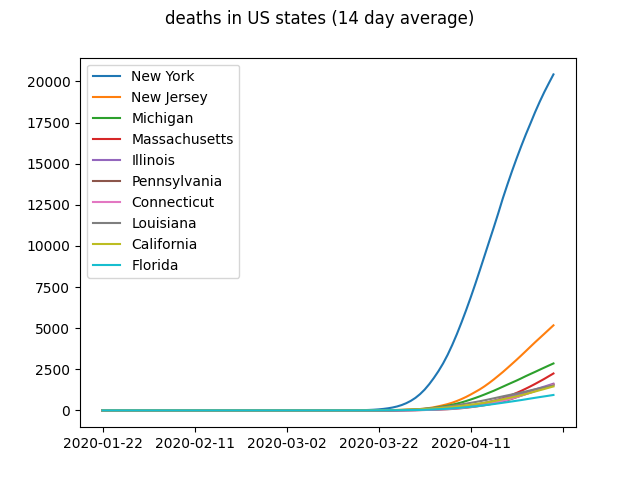 deaths in US states (14 day average)
20000
17500
15000
12500
10000
7500
5000
2500
0
New York
New Jersey
Michigan
Massachusetts
Illinois
Pennsylvania
Connecticut
Louisiana
California
Florida
2020-01-22 2020-02-11 2020-03-02 2020-03-22 2020-04-11